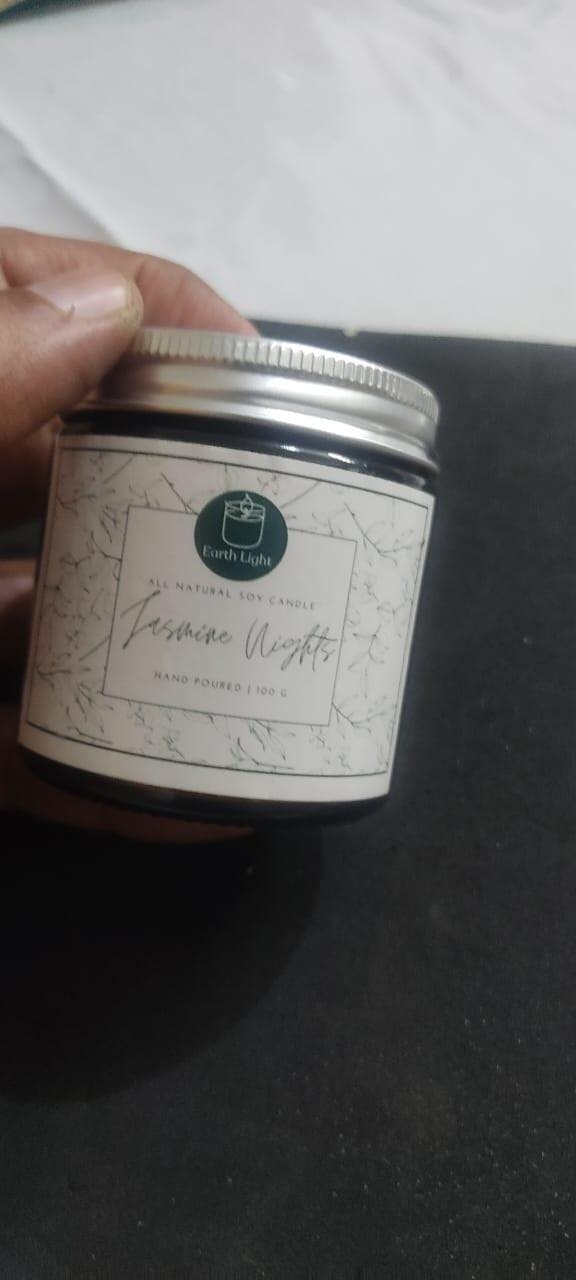 Earth Light
ALL NATURAL SOY CANDLE
Jasmine Nights
HAND POURED | 100 G